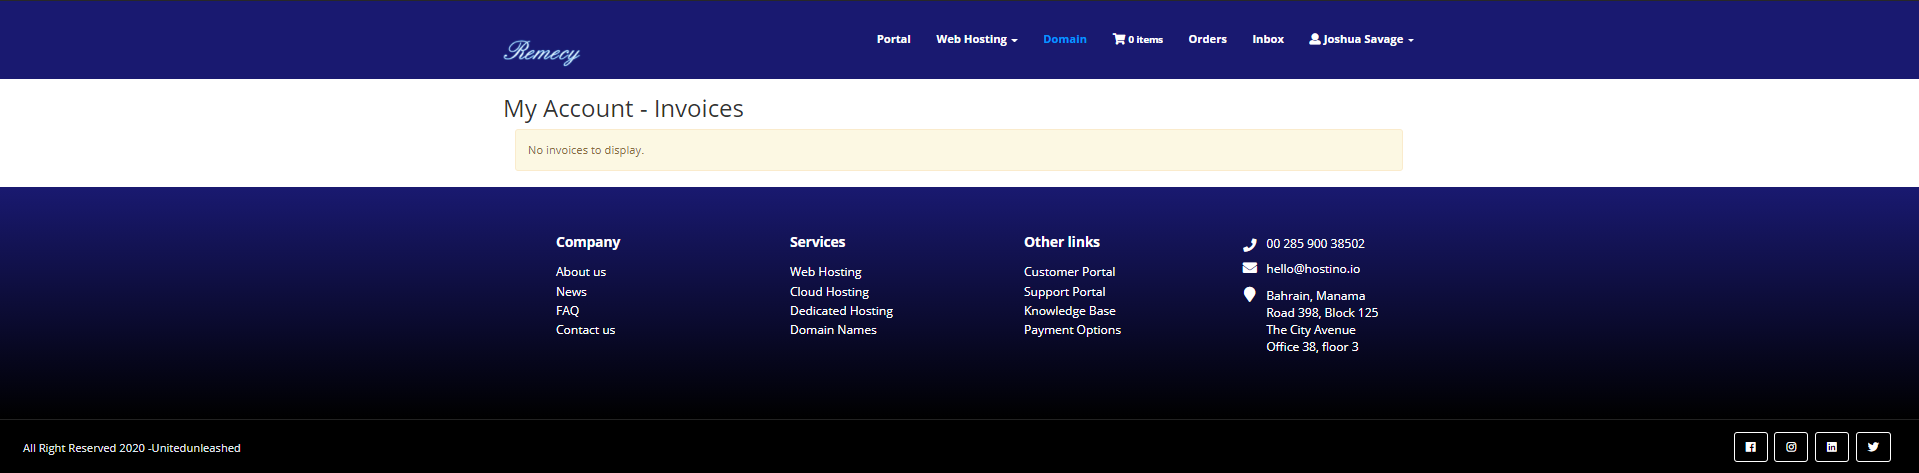 Remecy
Portal Web Hosting Domain 0 items Orders Inbox Joshua Savage
My Account - Invoices
No invoices to display.
Company
About us
News
FAQ
Contact us
Services
Web Hosting
Cloud Hosting
Dedicated Hosting
Domain Names
Other links
Customer Portal
Support Portal
Knowledge Base
Payment Options
00 285 900 38502
hello@hostino.io
Bahrain, Manama
Road 398, Block 125
The City Avenue
Office 38, floor 3
All Right Reserved 2020 -Unitedunleashed